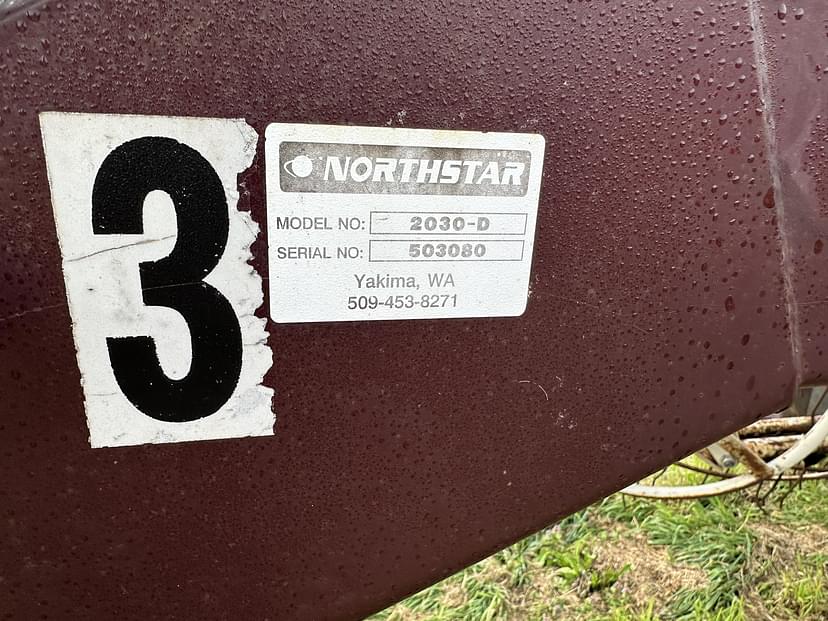 3
NORTHSTAR
MODEL NO: 2030-D
SERIAL NO: 503080
Yakima, WA
509-453-8271